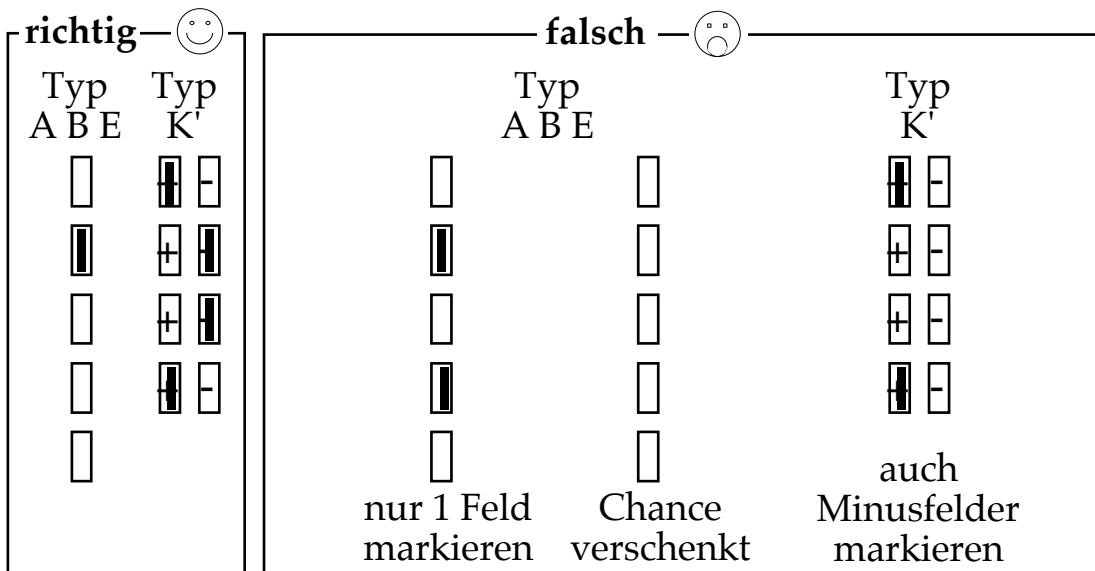 richtig
Typ Typ
A B E K'
+ -
+ -
+ -
+ -
falsch
Typ
A B E
nur 1 Feld
markieren
Chance
verschenkt
Typ
K'
+ -
+ -
+ -
+ -
auch
Minusfelder
markieren